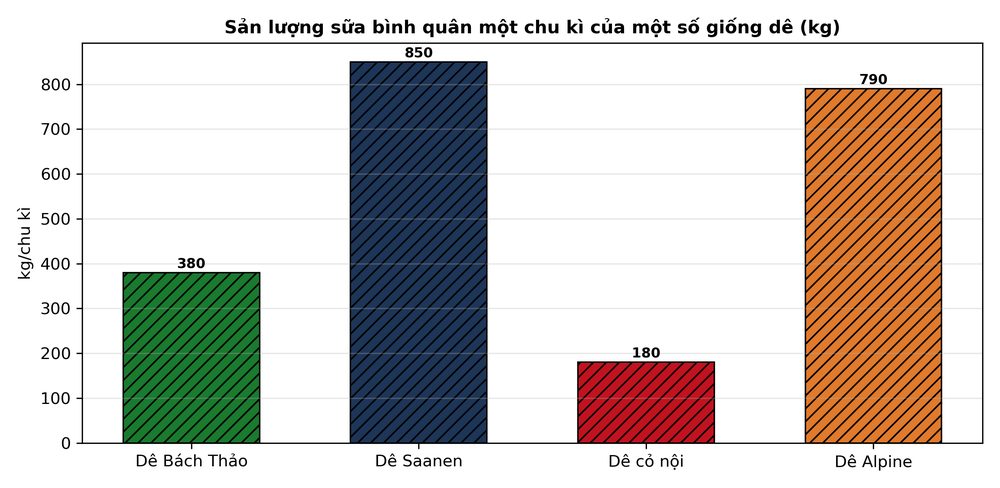 Sản lượng sữa bình quân một chu kì của một số giống dê (kg)
kg/chu kì
800
700
600
500
400
300
200
100
0
380
850
180
790
Dê Bách Thảo
Dê Saanen
Dê cỏ nội
Dê Alpine